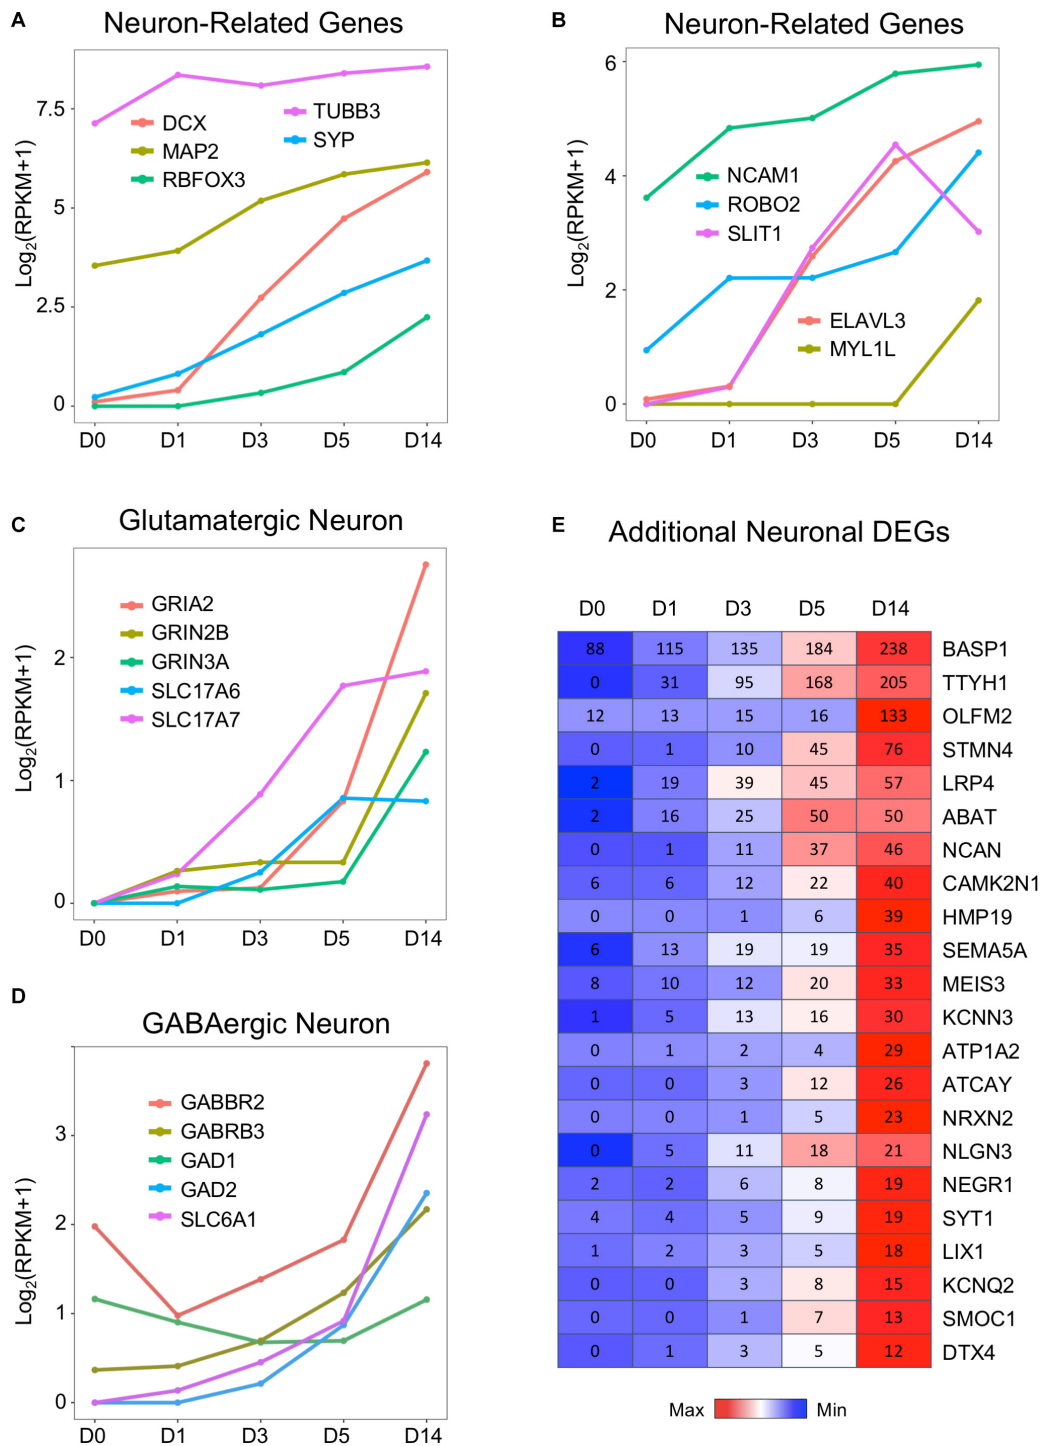 A
Neuron-Related Genes
Log2(RPKM+1)
7.5
5
2.5
0
DCX
MAP2
RBFOX3
TUBB3
SYP
D0 D1 D3 D5 D14
B
Neuron-Related Genes
Log2(RPKM+1)
6
4
2
0
NCAM1
ROBO2
SLIT1
ELAVL3
MYL1L
D0 D1 D3 D5 D14
C
Glutamatergic Neuron
Log2(RPKM+1)
2
1
0
GRIA2
GRIN2B
GRIN3A
SLC17A6
SLC17A7
D0 D1 D3 D5 D14
D
GABAergic Neuron
Log2(RPKM+1)
3
2
1
0
GABBR2
GABRB3
GAD1
GAD2
SLC6A1
D0 D1 D3 D5 D14
E
Additional Neuronal DEGs
D0 D1 D3 D5 D14
88 115 135 184 238 BASP1
0 31 95 168 205 TTYH1
12 13 15 16 133 OLFM2
0 1 10 45 76 STMN4
2 19 39 45 57 LRP4
2 16 25 50 50 ABAT
0 1 11 37 46 NCAN
6 6 12 22 40 CAMK2N1
0 0 1 6 39 HMP19
6 13 19 19 35 SEMA5A
8 10 12 20 33 MEIS3
1 5 13 16 30 KCNN3
0 1 2 4 29 ATP1A2
0 0 3 12 26 ATCAY
0 0 1 5 23 NRXN2
0 5 11 18 21 NLGN3
2 2 6 8 19 NEGR1
4 4 5 9 19 SYT1
1 2 3 5 18 LIX1
0 0 3 8 15 KCNQ2
0 0 1 7 13 SMOC1
0 1 3 5 12 DTX4
Max Min